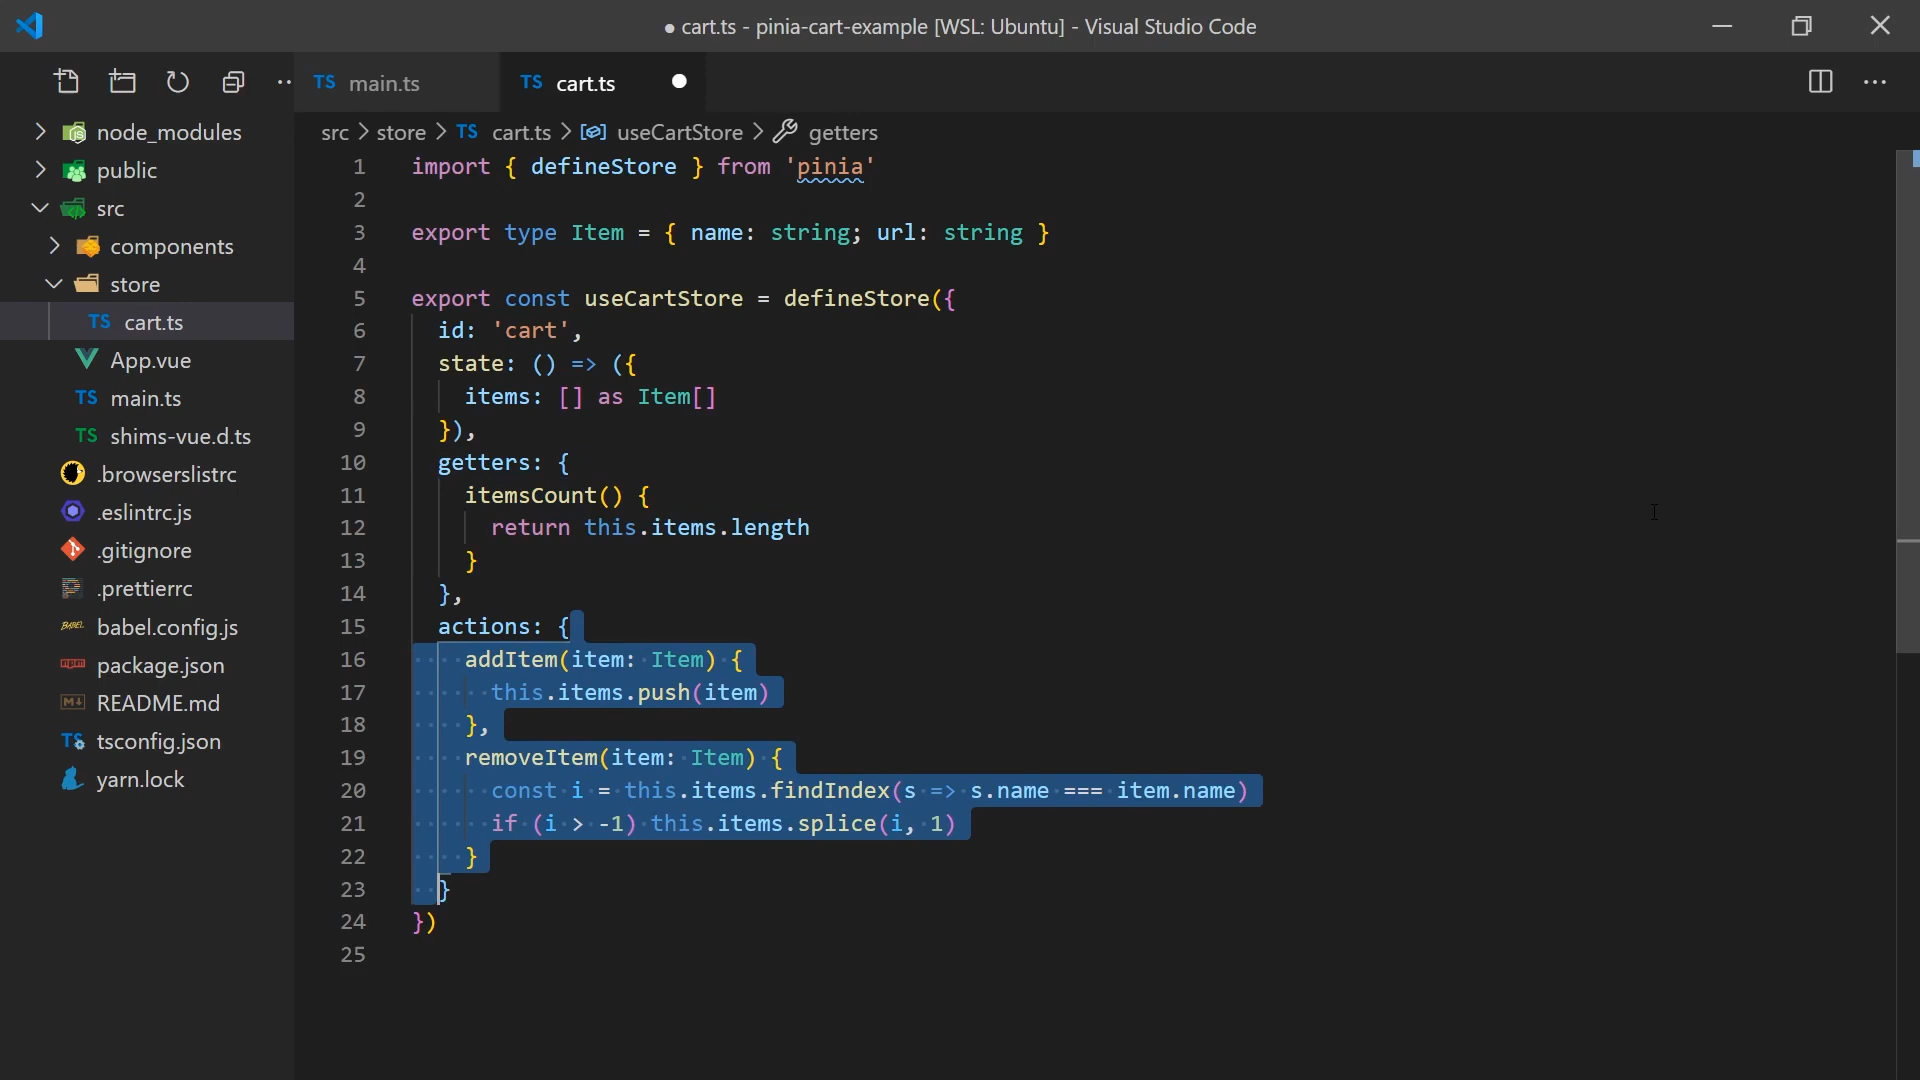 ● cart.ts - pinia-cart-example [WSL: Ubuntu] - Visual Studio Code
TS main.ts
TS cart.ts
node_modules
public
src
components
store
TS cart.ts
App.vue
TS main.ts
TS shims-vue.d.ts
.browserslistrc
.eslintrc.js
.gitignore
.prettierrc
BABEL babel.config.js
npm package.json
M↓ README.md
TS tsconfig.json
yarn.lock
src > store > TS cart.ts > useCartStore > getters
1 import { defineStore } from 'pinia'
2
3 export type Item = { name: string; url: string }
4
5 export const useCartStore = defineStore({
6 id: 'cart',
7 state: () => ({
8 items: [] as Item[]
9 }),
10 getters: {
11 itemsCount() {
12 return this.items.length
13 }
14 },
15 actions: {
16 addItem(item: Item) {
17 this.items.push(item)
18 },
19 removeItem(item: Item) {
20 const i = this.items.findIndex(s => s.name === item.name)
21 if (i > -1) this.items.splice(i, 1)
22 }
23 }
24 })
25